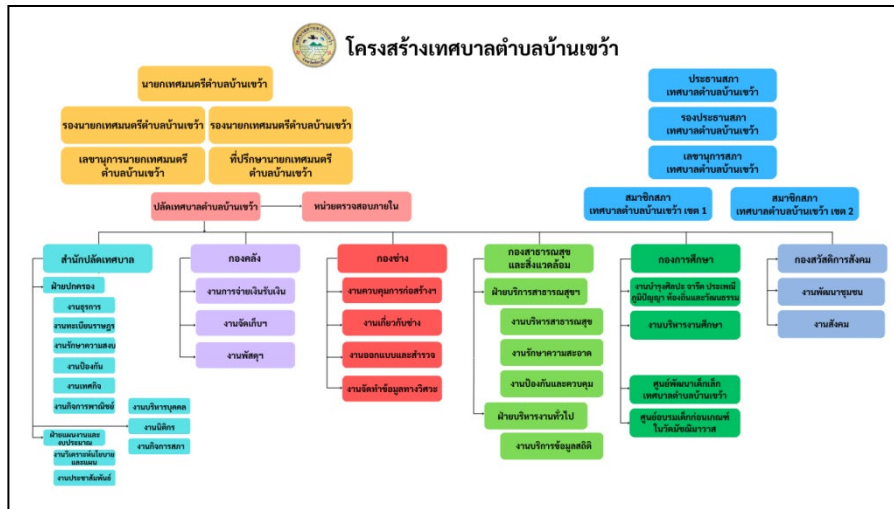 โครงสร้างเทศบาลตำบลบ้านเขว้า
นายกเทศมนตรีตำบลบ้านเขว้า
รองนายกเทศมนตรีตำบลบ้านเขว้า
รองนายกเทศมนตรีตำบลบ้านเขว้า
เลขานุการนายกเทศมนตรี
ตำบลบ้านเขว้า
ที่ปรึกษานายกเทศมนตรี
ตำบลบ้านเขว้า
ประธานสภา
เทศบาลตำบลบ้านเขว้า
รองประธานสภา
เทศบาลตำบลบ้านเขว้า
เลขานุการสภา
เทศบาลตำบลบ้านเขว้า
สมาชิกสภา
เทศบาลตำบลบ้านเขว้า เขต 1
สมาชิกสภา
เทศบาลตำบลบ้านเขว้า เขต 2
ปลัดเทศบาลตำบลบ้านเขว้า
หน่วยตรวจสอบภายใน
สำนักปลัดเทศบาล
ฝ่ายปกครอง
งานธุรการ
งานทะเบียนราษฎร
งานรักษาความสงบ
งานป้องกัน
งานเทศกิจ
งานกิจการพาณิชย์
งานบริหารบุคคล
งานนิติกร
งานกิจการสภา
ฝ่ายแผนงานและ
งบประมาณ
งานวิเคราะห์นโยบาย
และแผน
งานประชาสัมพันธ์
กองคลัง
งานการจ่ายเงินรับเงิน
งานจัดเก็บฯ
งานพัสดุฯ
กองช่าง
งานควบคุมการก่อสร้างฯ
งานเกี่ยวกับช่าง
งานออกแบบและสำรวจ
งานจัดทำข้อมูลทางวิศวะ
กองสาธารณสุข
และสิ่งแวดล้อม
ฝ่ายบริการสาธารณสุขฯ
งานบริหารสาธารณสุข
งานรักษาความสะอาด
งานป้องกันและควบคุม
ฝ่ายบริหารงานทั่วไป
งานบริการข้อมูลสถิติ
กองการศึกษา
งานบำรุงศิลปะ จารีต ประเพณี
ภูมิปัญญา ท้องถิ่นและวัฒนธรรม
งานบริหารงานศึกษา
ศูนย์พัฒนาเด็กเล็ก
เทศบาลตำบลบ้านเขว้า
ศูนย์อบรมเด็กก่อนเกณฑ์
ในวัดมัชฌิมาวาส
กองสวัสดิการสังคม
งานพัฒนาชุมชน
งานสังคม